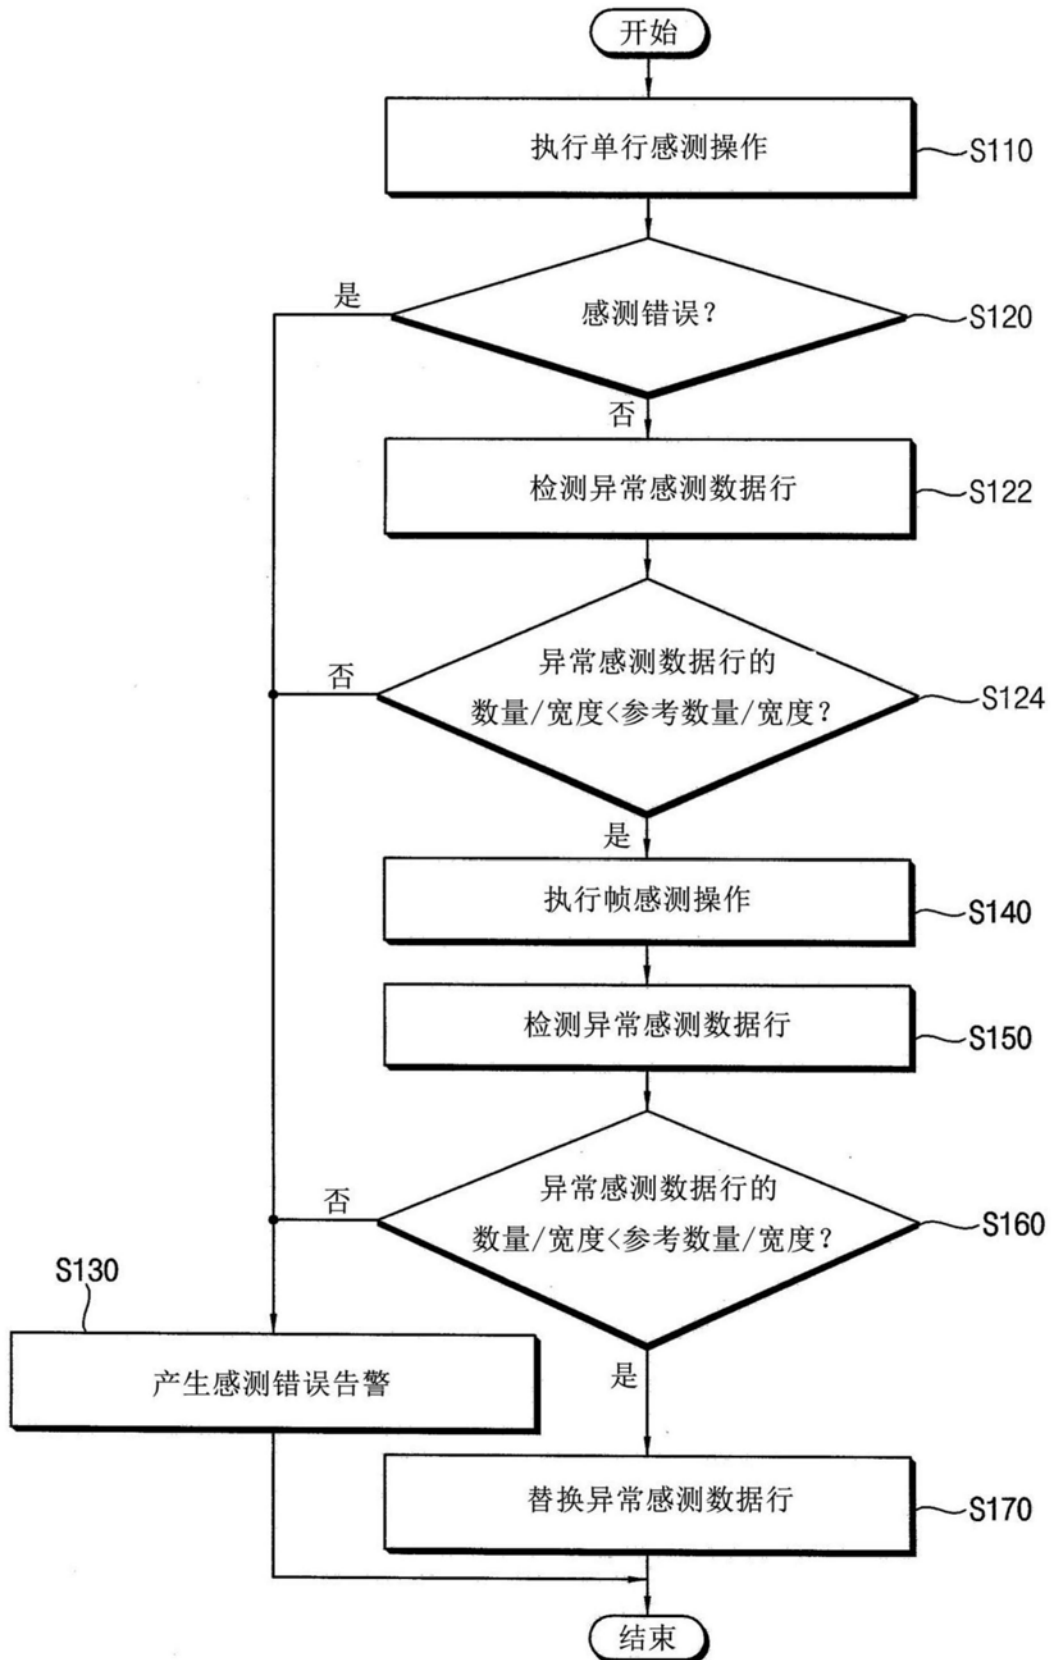 开始
执行单行感测操作
S110
是
感测错误？
S120
否
检测异常感测数据行
S122
异常感测数据行的
数量/宽度<参考数量/宽度？
否
S124
是
执行帧感测操作
S140
检测异常感测数据行
S150
异常感测数据行的
数量/宽度<参考数量/宽度？
否
S160
S130
产生感测错误告警
是
替换异常感测数据行
S170
结束